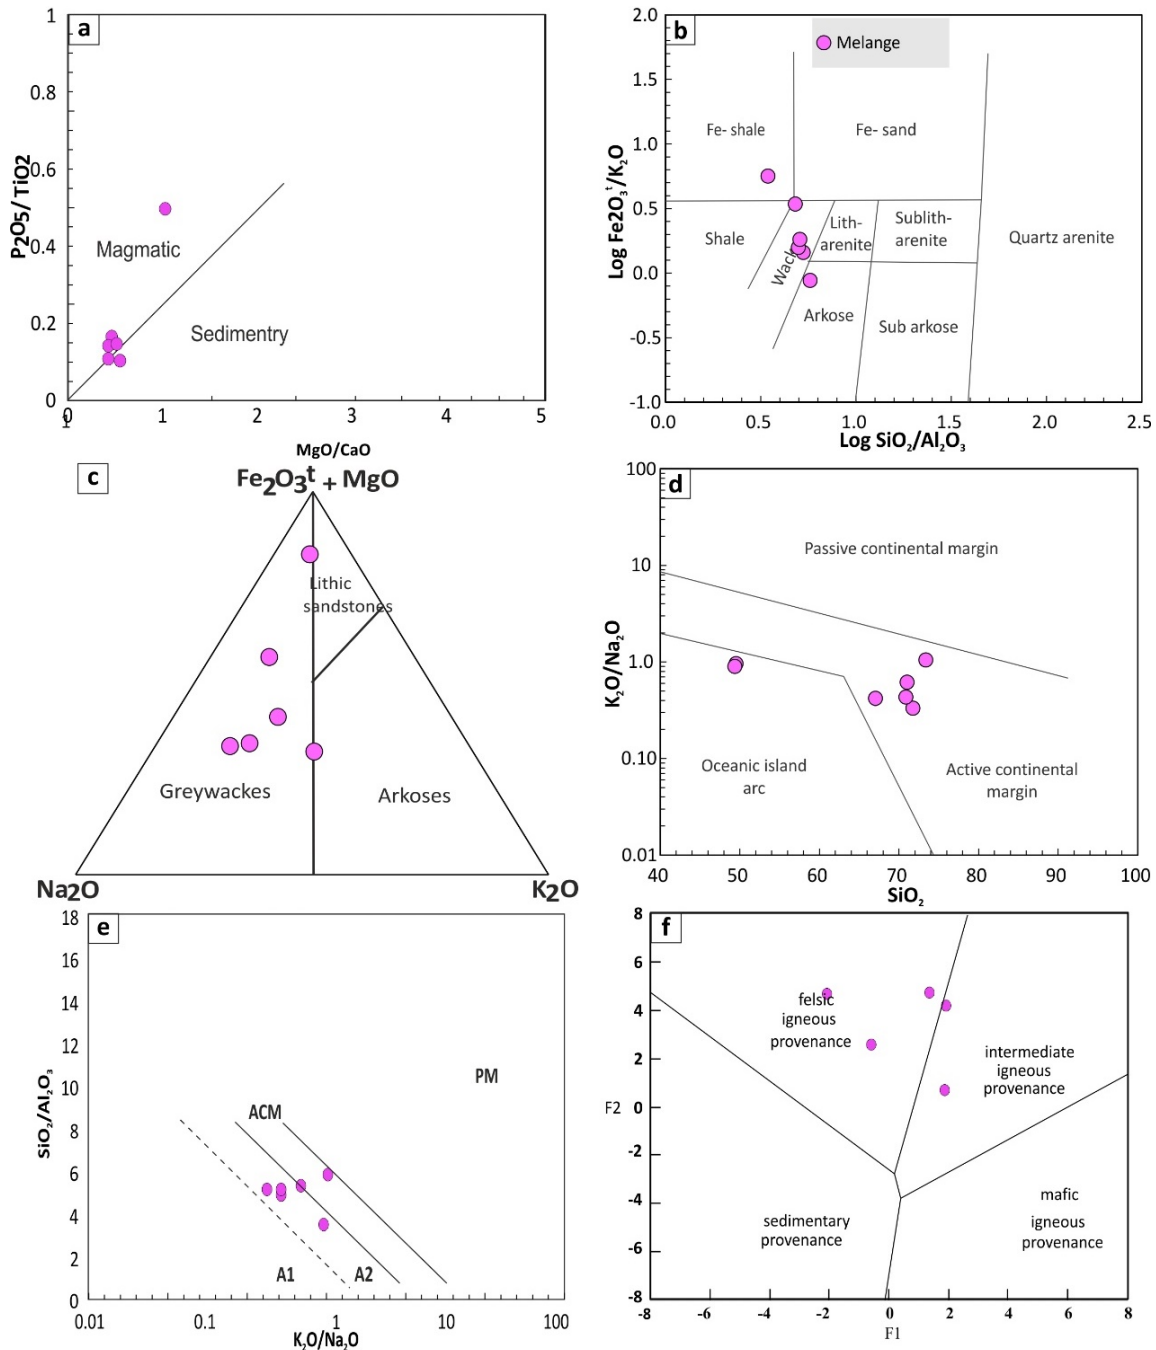 a
1
0.8
0.6
0.4
0.2
0
P2O5/TiO2
Magmatic
Sedimentry
0
1
1
2
3
4
5
MgO/CaO
b
Melange
2.0
1.5
1.0
0.5
0.0
-0.5
-1.0
Log Fe2O3ᵗ/K2O
Fe- shale
Fe- sand
Shale
Lith-
arenite
Sublith-
arenite
Quartz arenite
Arkose
Sub arkose
0.0
0.5
1.0
1.5
2.0
2.5
Log SiO2/Al2O3
c
Fe2O3ᵗ + MgO
Lithic
sandstones
Greywackes
Arkoses
Na2O
K2O
d
100
10
1.0
0.10
0.01
K2O/Na2O
Passive continental margin
Oceanic island
arc
Active continental
margin
40
50
60
70
80
90
100
SiO2
e
18
16
14
12
10
8
6
4
2
0
SiO2/Al2O3
PM
ACM
A1
A2
0.01
0.1
1
10
100
K2O/Na2O
f
8
6
4
2
0
-2
-4
-6
-8
F2
felsic
igneous
provenance
intermediate
igneous
provenance
mafic
igneous
provenance
sedimentary
provenance
-8
-6
-4
-2
0
2
4
6
8
F1